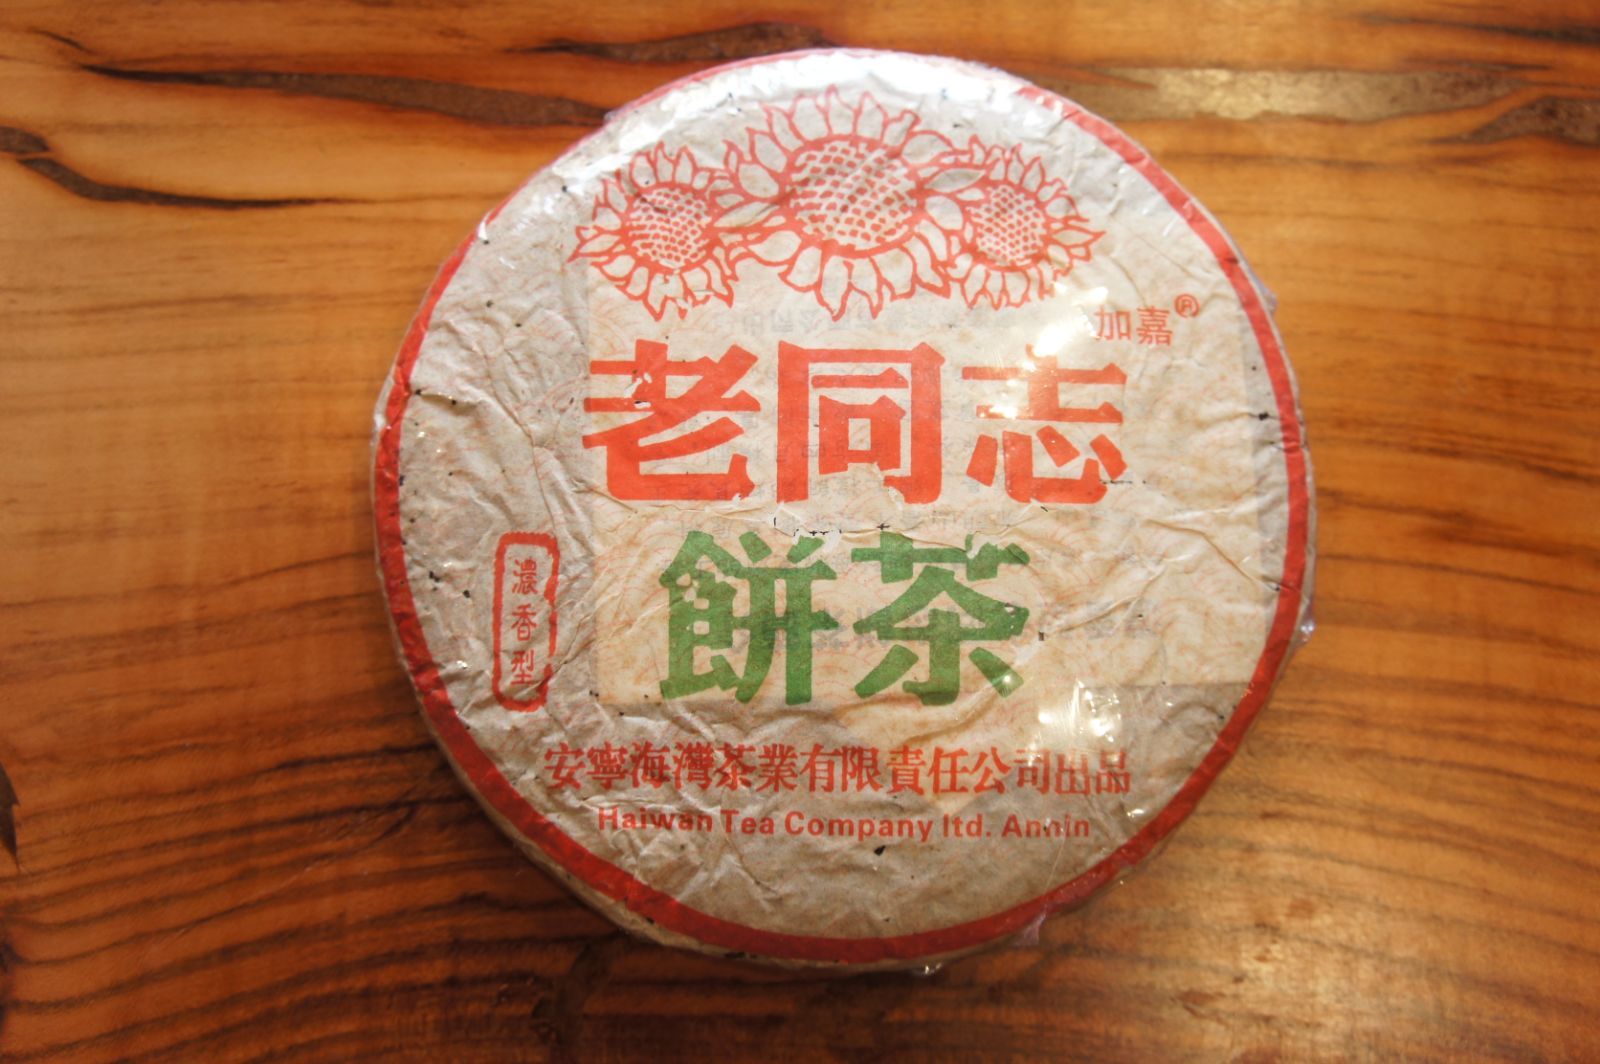 加嘉®
老同志
餅茶
濃香型
安寧海灣茶業有限責任公司出品
Haiwan Tea Company ltd. Annin